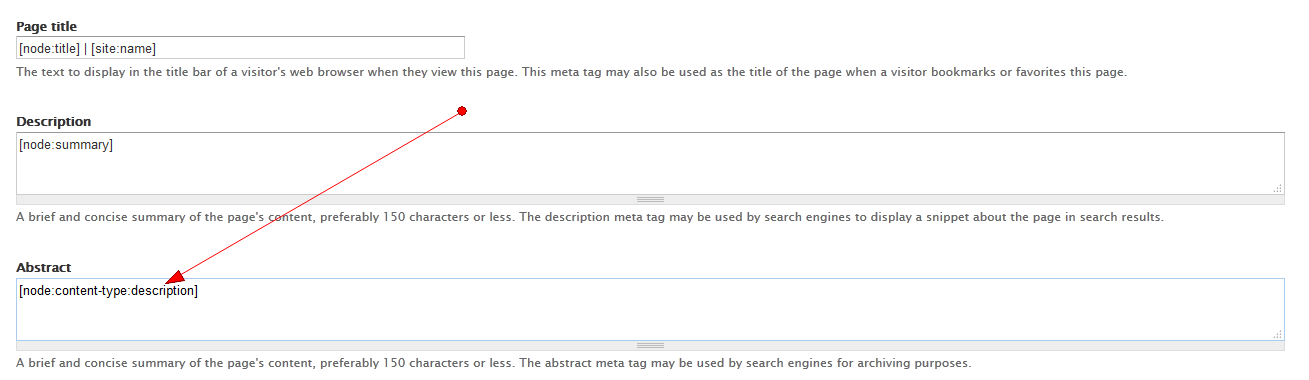 Page title
[node:title] | [site:name]
The text to display in the title bar of a visitor's web browser when they view this page. This meta tag may also be used as the title of the page when a visitor bookmarks or favorites this page.
Description
[node:summary]
A brief and concise summary of the page's content, preferably 150 characters or less. The description meta tag may be used by search engines to display a snippet about the page in search results.
Abstract
[node:content-type:description]
A brief and concise summary of the page's content, preferably 150 characters or less. The abstract meta tag may be used by search engines for archiving purposes.